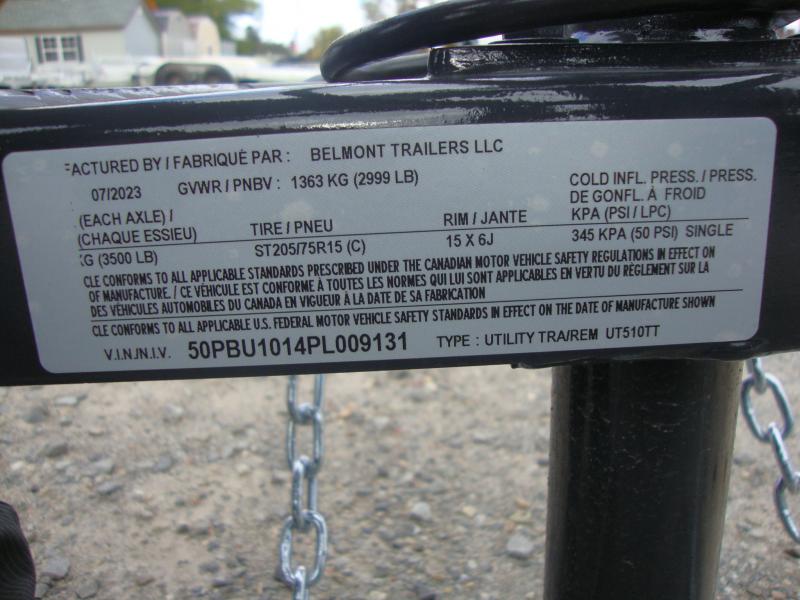 FACTURED BY / FABRIQUÉ PAR : BELMONT TRAILERS LLC
07/2023 GVWR / PNBV : 1363 KG (2999 LB)
(EACH AXLE) / (CHAQUE ESSIEU) TIRE / PNEU RIM / JANTE COLD INFL. PRESS. / PRESS. DE GONFL. À FROID KPA (PSI / LPC)
KG (3500 LB) ST205/75R15 (C) 15 X 6J 345 KPA (50 PSI) SINGLE
CLE CONFORMS TO ALL APPLICABLE STANDARDS PRESCRIBED UNDER THE CANADIAN MOTOR VEHICLE SAFETY REGULATIONS IN EFFECT ON
OF MANUFACTURE. / CE VÉHICULE EST CONFORME À TOUTES LES NORMES QUI LUI SONT APPLICABLES EN VERTU DU RÈGLEMENT SUR LA
DES VÉHICULES AUTOMOBILES DU CANADA EN VIGUEUR À LA DATE DE SA FABRICATION
CLE CONFORMS TO ALL APPLICABLE U.S. FEDERAL MOTOR VEHICLE SAFETY STANDARDS IN EFFECT ON THE DATE OF MANUFACTURE SHOWN
V.I.N./N.I.V. 50PBU1014PL009131 TYPE : UTILITY TRA/REM UT510TT